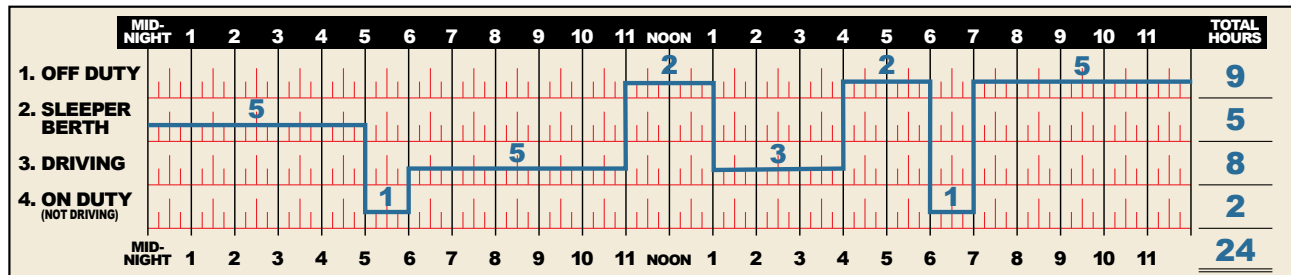 MID-NIGHT 1 2 3 4 5 6 7 8 9 10 11 NOON 1 2 3 4 5 6 7 8 9 10 11 TOTAL HOURS
1. OFF DUTY 2 2 5 9
2. SLEEPER BERTH 5 5
3. DRIVING 5 3 8
4. ON DUTY 1 1 2
(NOT DRIVING)
MID-NIGHT 1 2 3 4 5 6 7 8 9 10 11 NOON 1 2 3 4 5 6 7 8 9 10 11 24